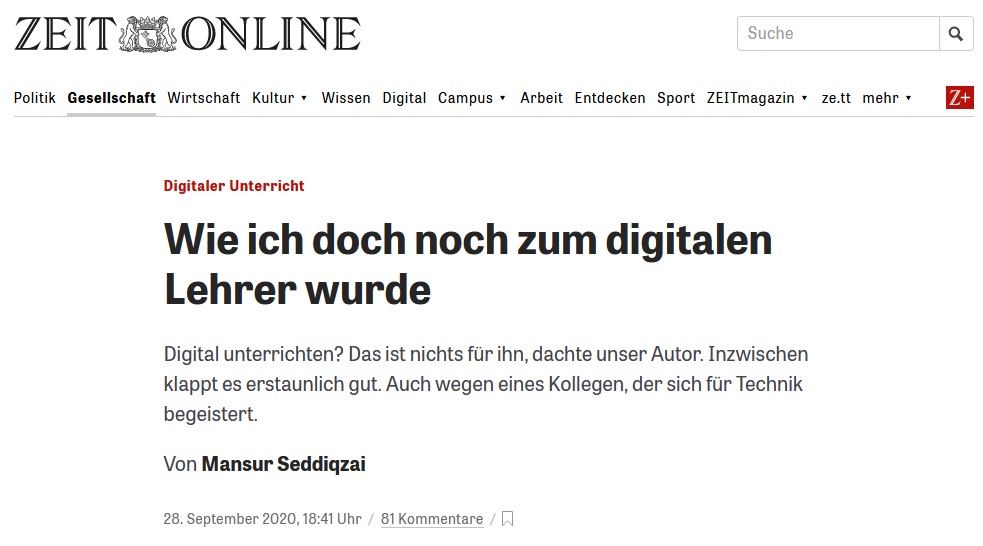 ZEIT ONLINE
Suche
Politik Gesellschaft Wirtschaft Kultur ▼ Wissen Digital Campus ▼ Arbeit Entdecken Sport ZEITmagazin ▼ ze.tt mehr ▼ Z+
Digitaler Unterricht
Wie ich doch noch zum digitalen
Lehrer wurde
Digital unterrichten? Das ist nichts für ihn, dachte unser Autor. Inzwischen
klappt es erstaunlich gut. Auch wegen eines Kollegen, der sich für Technik
begeistert.
Von Mansur Seddiqzai
28. September 2020, 18:41 Uhr / 81 Kommentare /